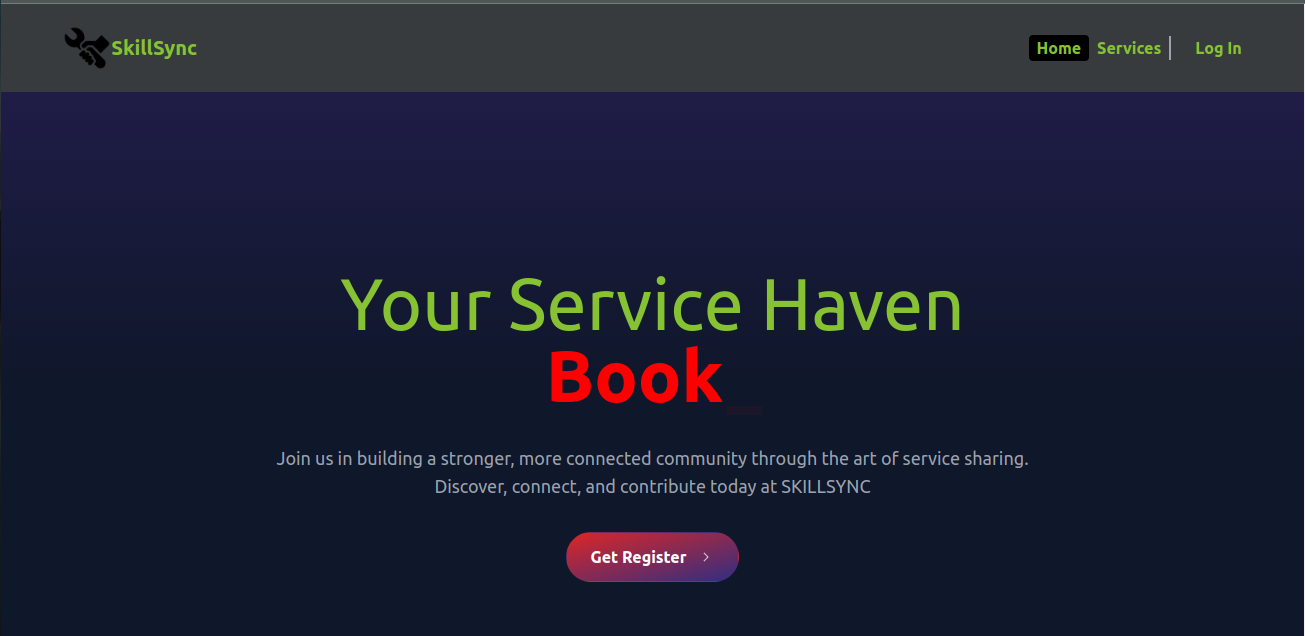 SkillSync
Home Services Log In
Your Service Haven
Book_
Join us in building a stronger, more connected community through the art of service sharing.
Discover, connect, and contribute today at SKILLSYNC
Get Register